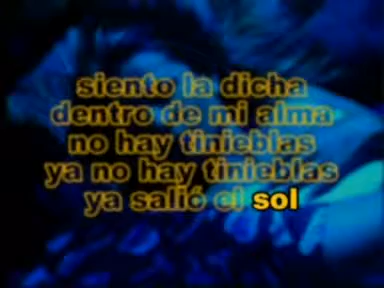 siento la dicha
dentro de mi alma
no hay tinieblas
ya no hay tinieblas
ya salió el sol